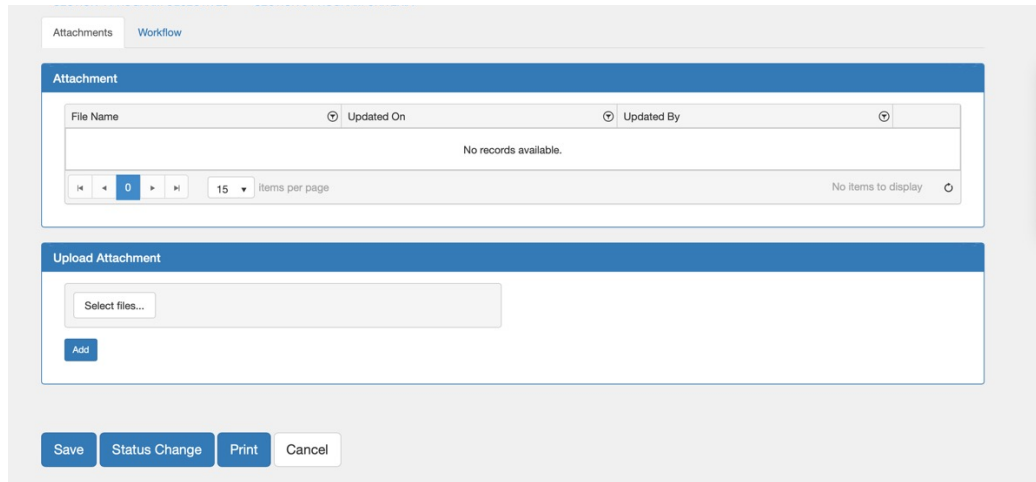 Attachments Workflow
Attachment
File Name Updated On Updated By
No records available.
0 15 items per page No items to display
Upload Attachment
Select files...
Add
Save Status Change Print Cancel